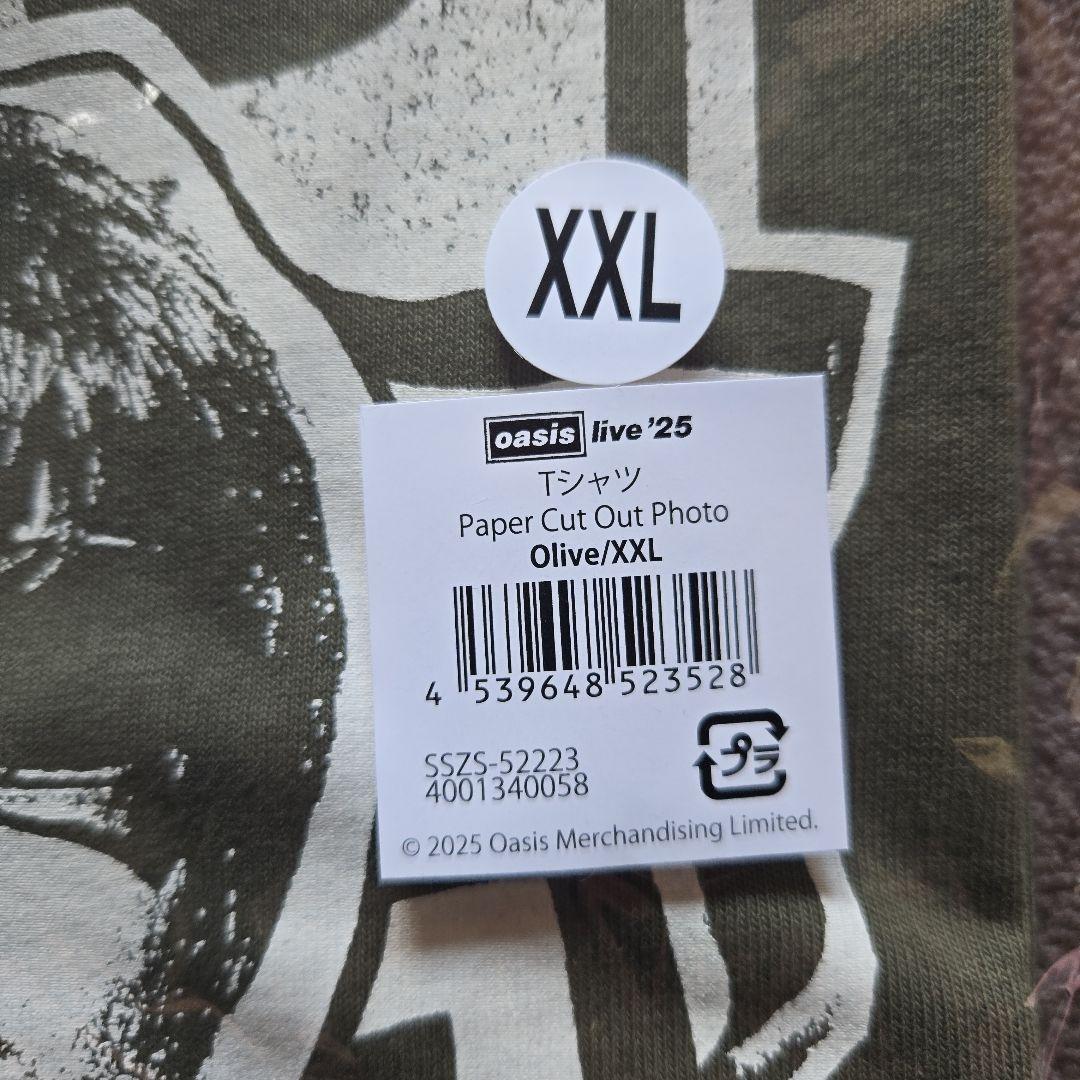 XXL
oasis live '25
Tシャツ
Paper Cut Out Photo
Olive/XXL
4 539648 523528
SSZS-52223
4001340058
プラ
© 2025 Oasis Merchandising Limited.